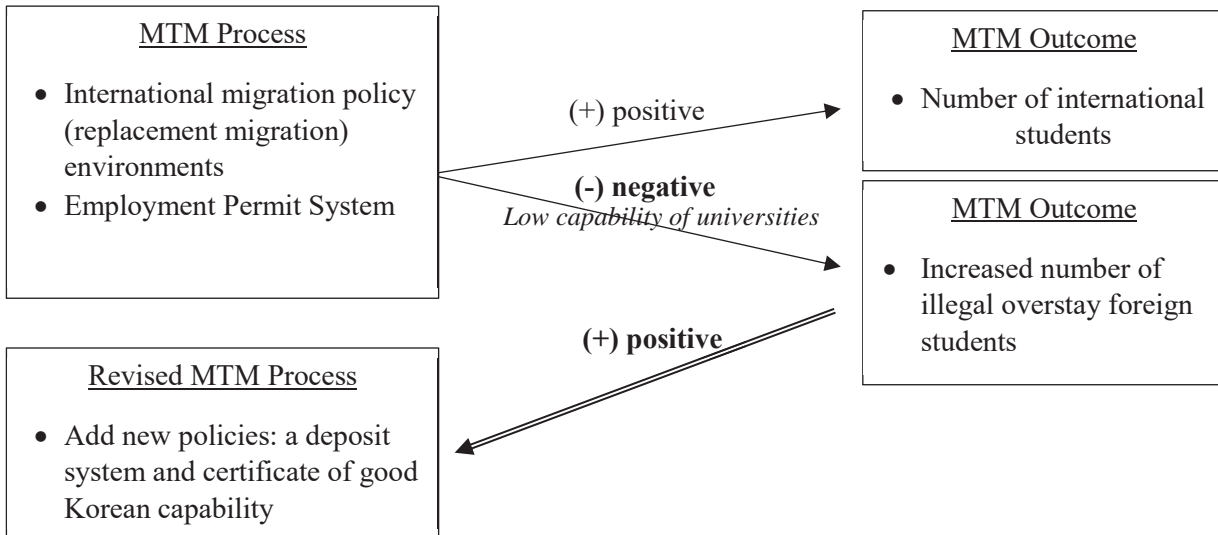 MTM Process
• International migration policy
(replacement migration)
environments
• Employment Permit System
(+) positive
(-) negative
Low capability of universities
MTM Outcome
• Number of international
students
MTM Outcome
• Increased number of
illegal overstay foreign
students
(+) positive
Revised MTM Process
• Add new policies: a deposit
system and certificate of good
Korean capability